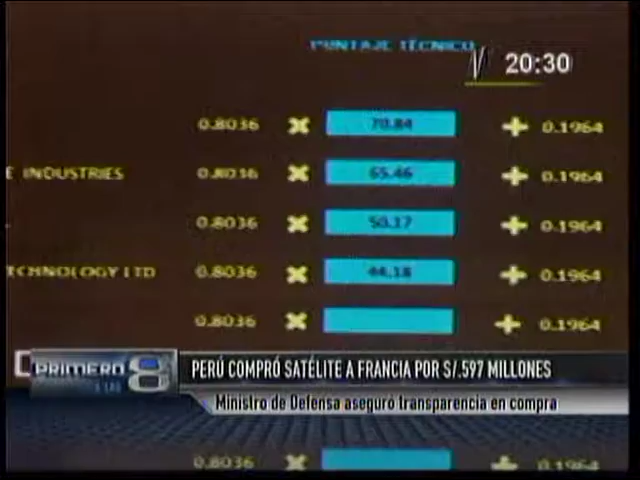 PUNTAJE TÉCNICO
20:30
0.8036 × 70.84 + 0.1964
E INDUSTRIES 0.8036 × 65.46 + 0.1964
0.8036 × 50.17 + 0.1964
ECHNOLOGY LTD 0.8036 × 44.18 + 0.1964
0.8036 × + 0.1964
PRIMERO 8
PERÚ COMPRÓ SATÉLITE A FRANCIA POR S/.597 MILLONES
Ministro de Defensa aseguró transparencia en compra
0.8036 × + 0.1964